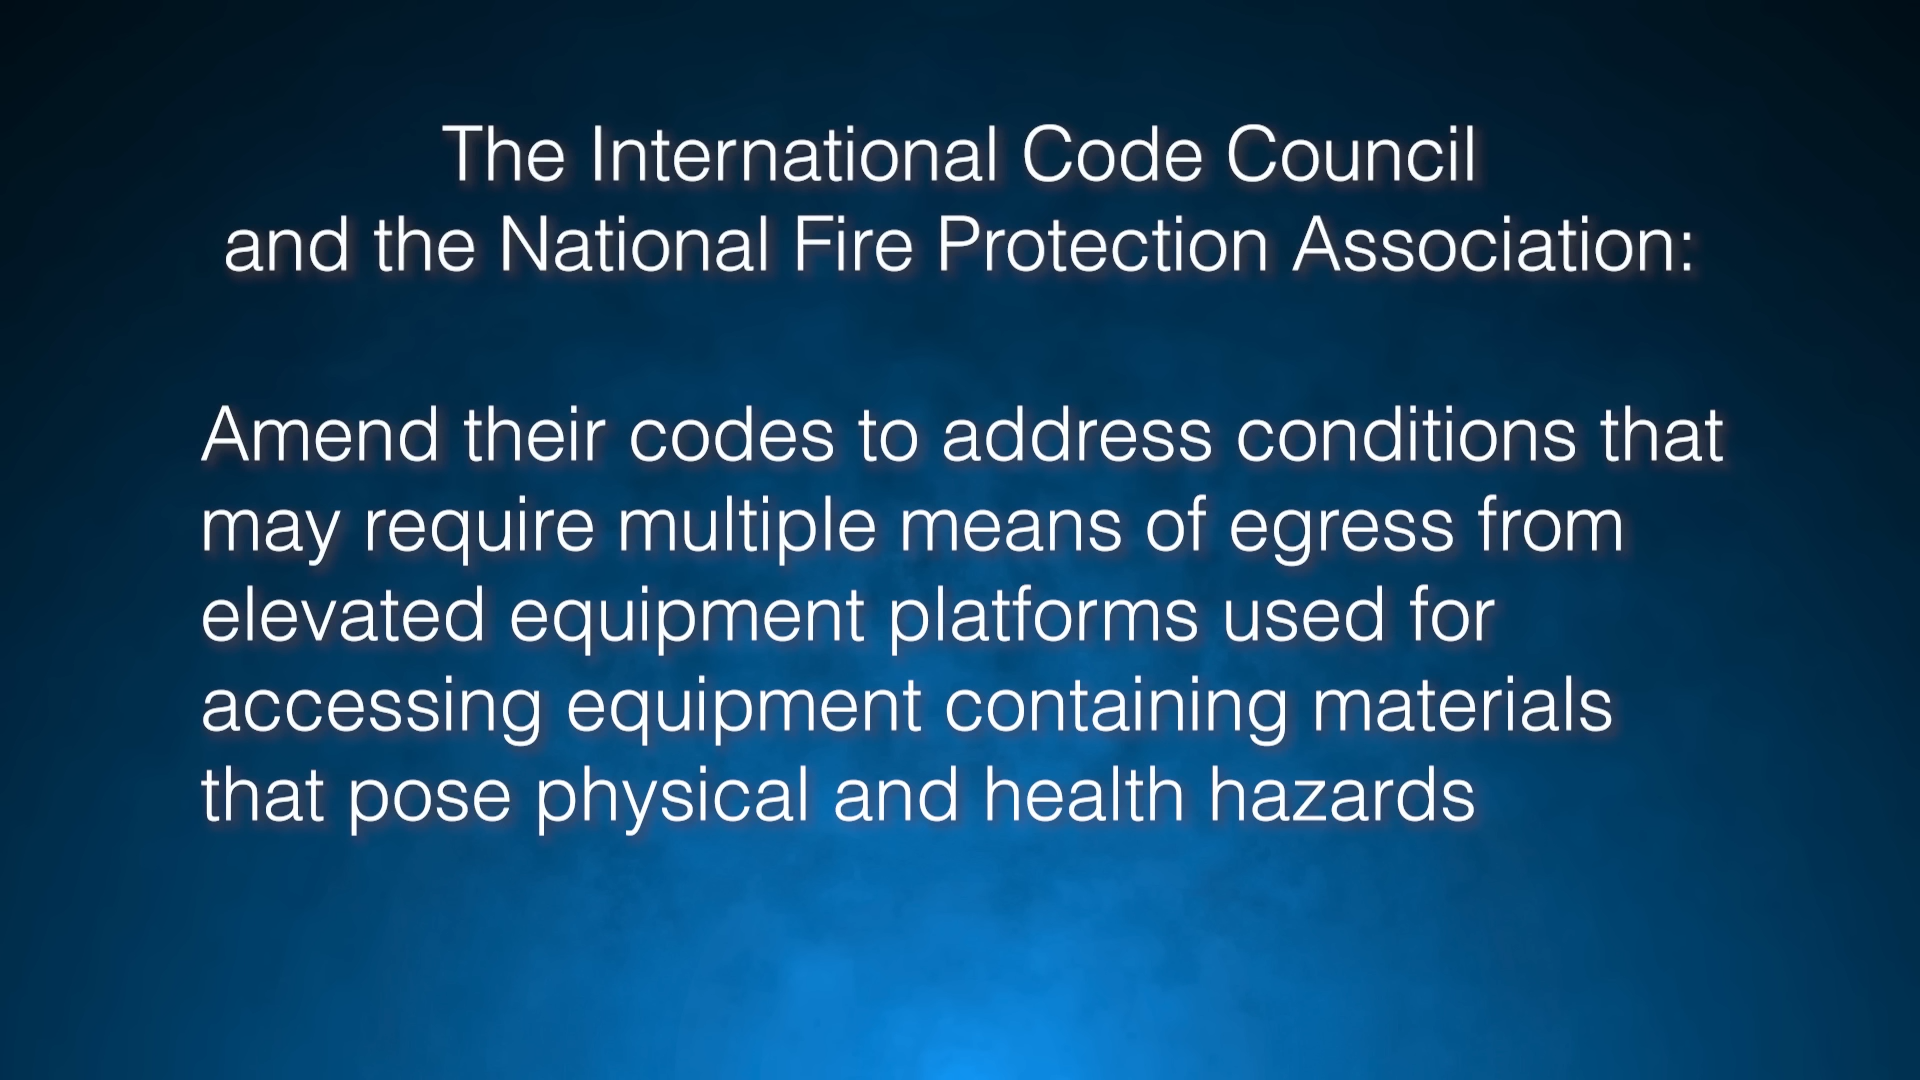 The International Code Council
and the National Fire Protection Association:
Amend their codes to address conditions that
may require multiple means of egress from
elevated equipment platforms used for
accessing equipment containing materials
that pose physical and health hazards